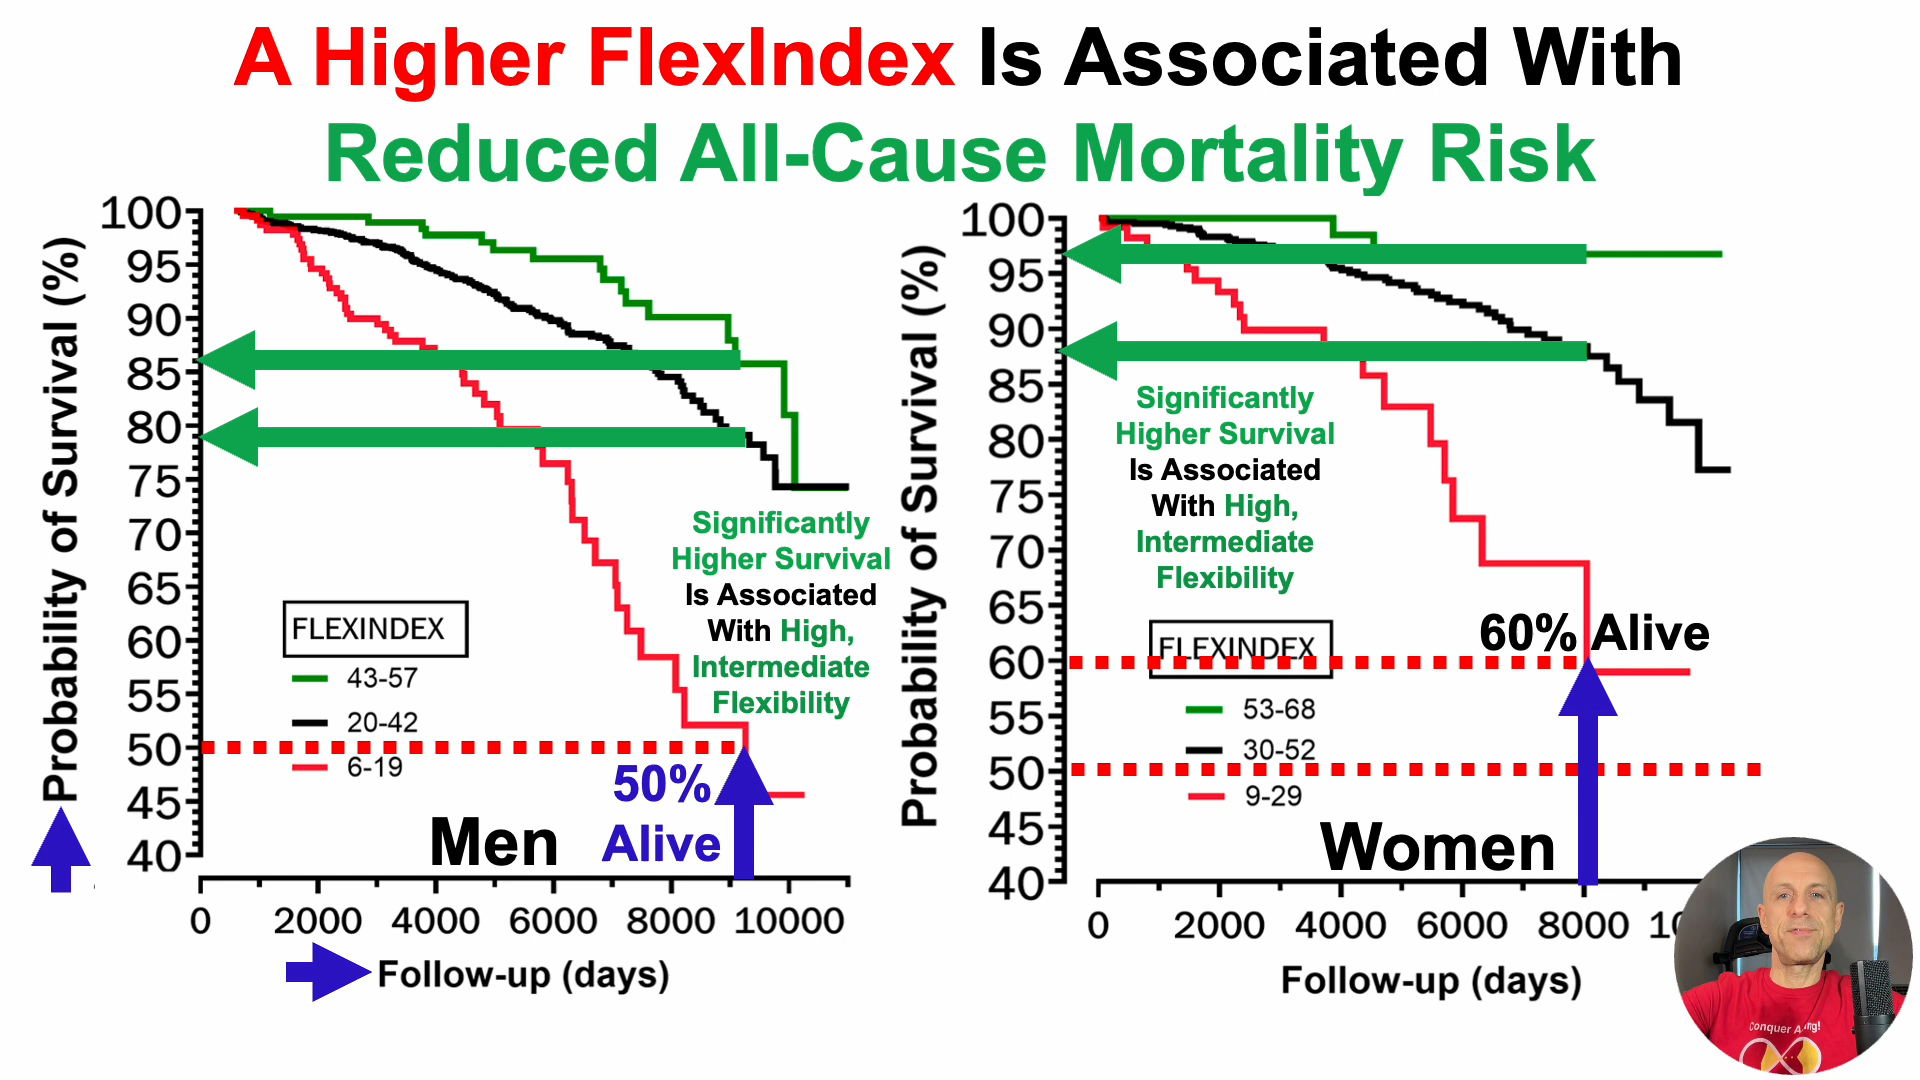 A Higher FlexIndex Is Associated With
Reduced All-Cause Mortality Risk
Probability of Survival (%)
100
95
90
85
80
75
70
65
60
55
50
45
40
0 2000 4000 6000 8000 10000
Follow-up (days)
FLEXINDEX
43-57
20-42
6-19
Significantly
Higher Survival
Is Associated
With High,
Intermediate
Flexibility
50%
Alive
Men
Probability of Survival (%)
100
95
90
85
80
75
70
65
60
55
50
45
40
0 2000 4000 6000 8000
Follow-up (days)
Significantly
Higher Survival
Is Associated
With High,
Intermediate
Flexibility
FLEXINDEX
53-68
30-52
9-29
60% Alive
Women
Conquer